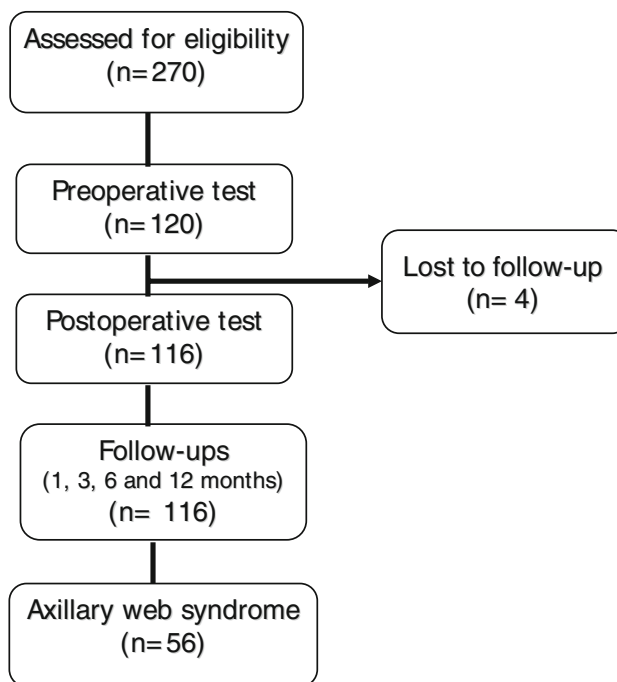 Assessed for eligibility
(n=270)
Preoperative test
(n=120)
Lost to follow-up
(n= 4)
Postoperative test
(n=116)
Follow-ups
(1, 3, 6 and 12 months)
(n= 116)
Axillary web syndrome
(n=56)